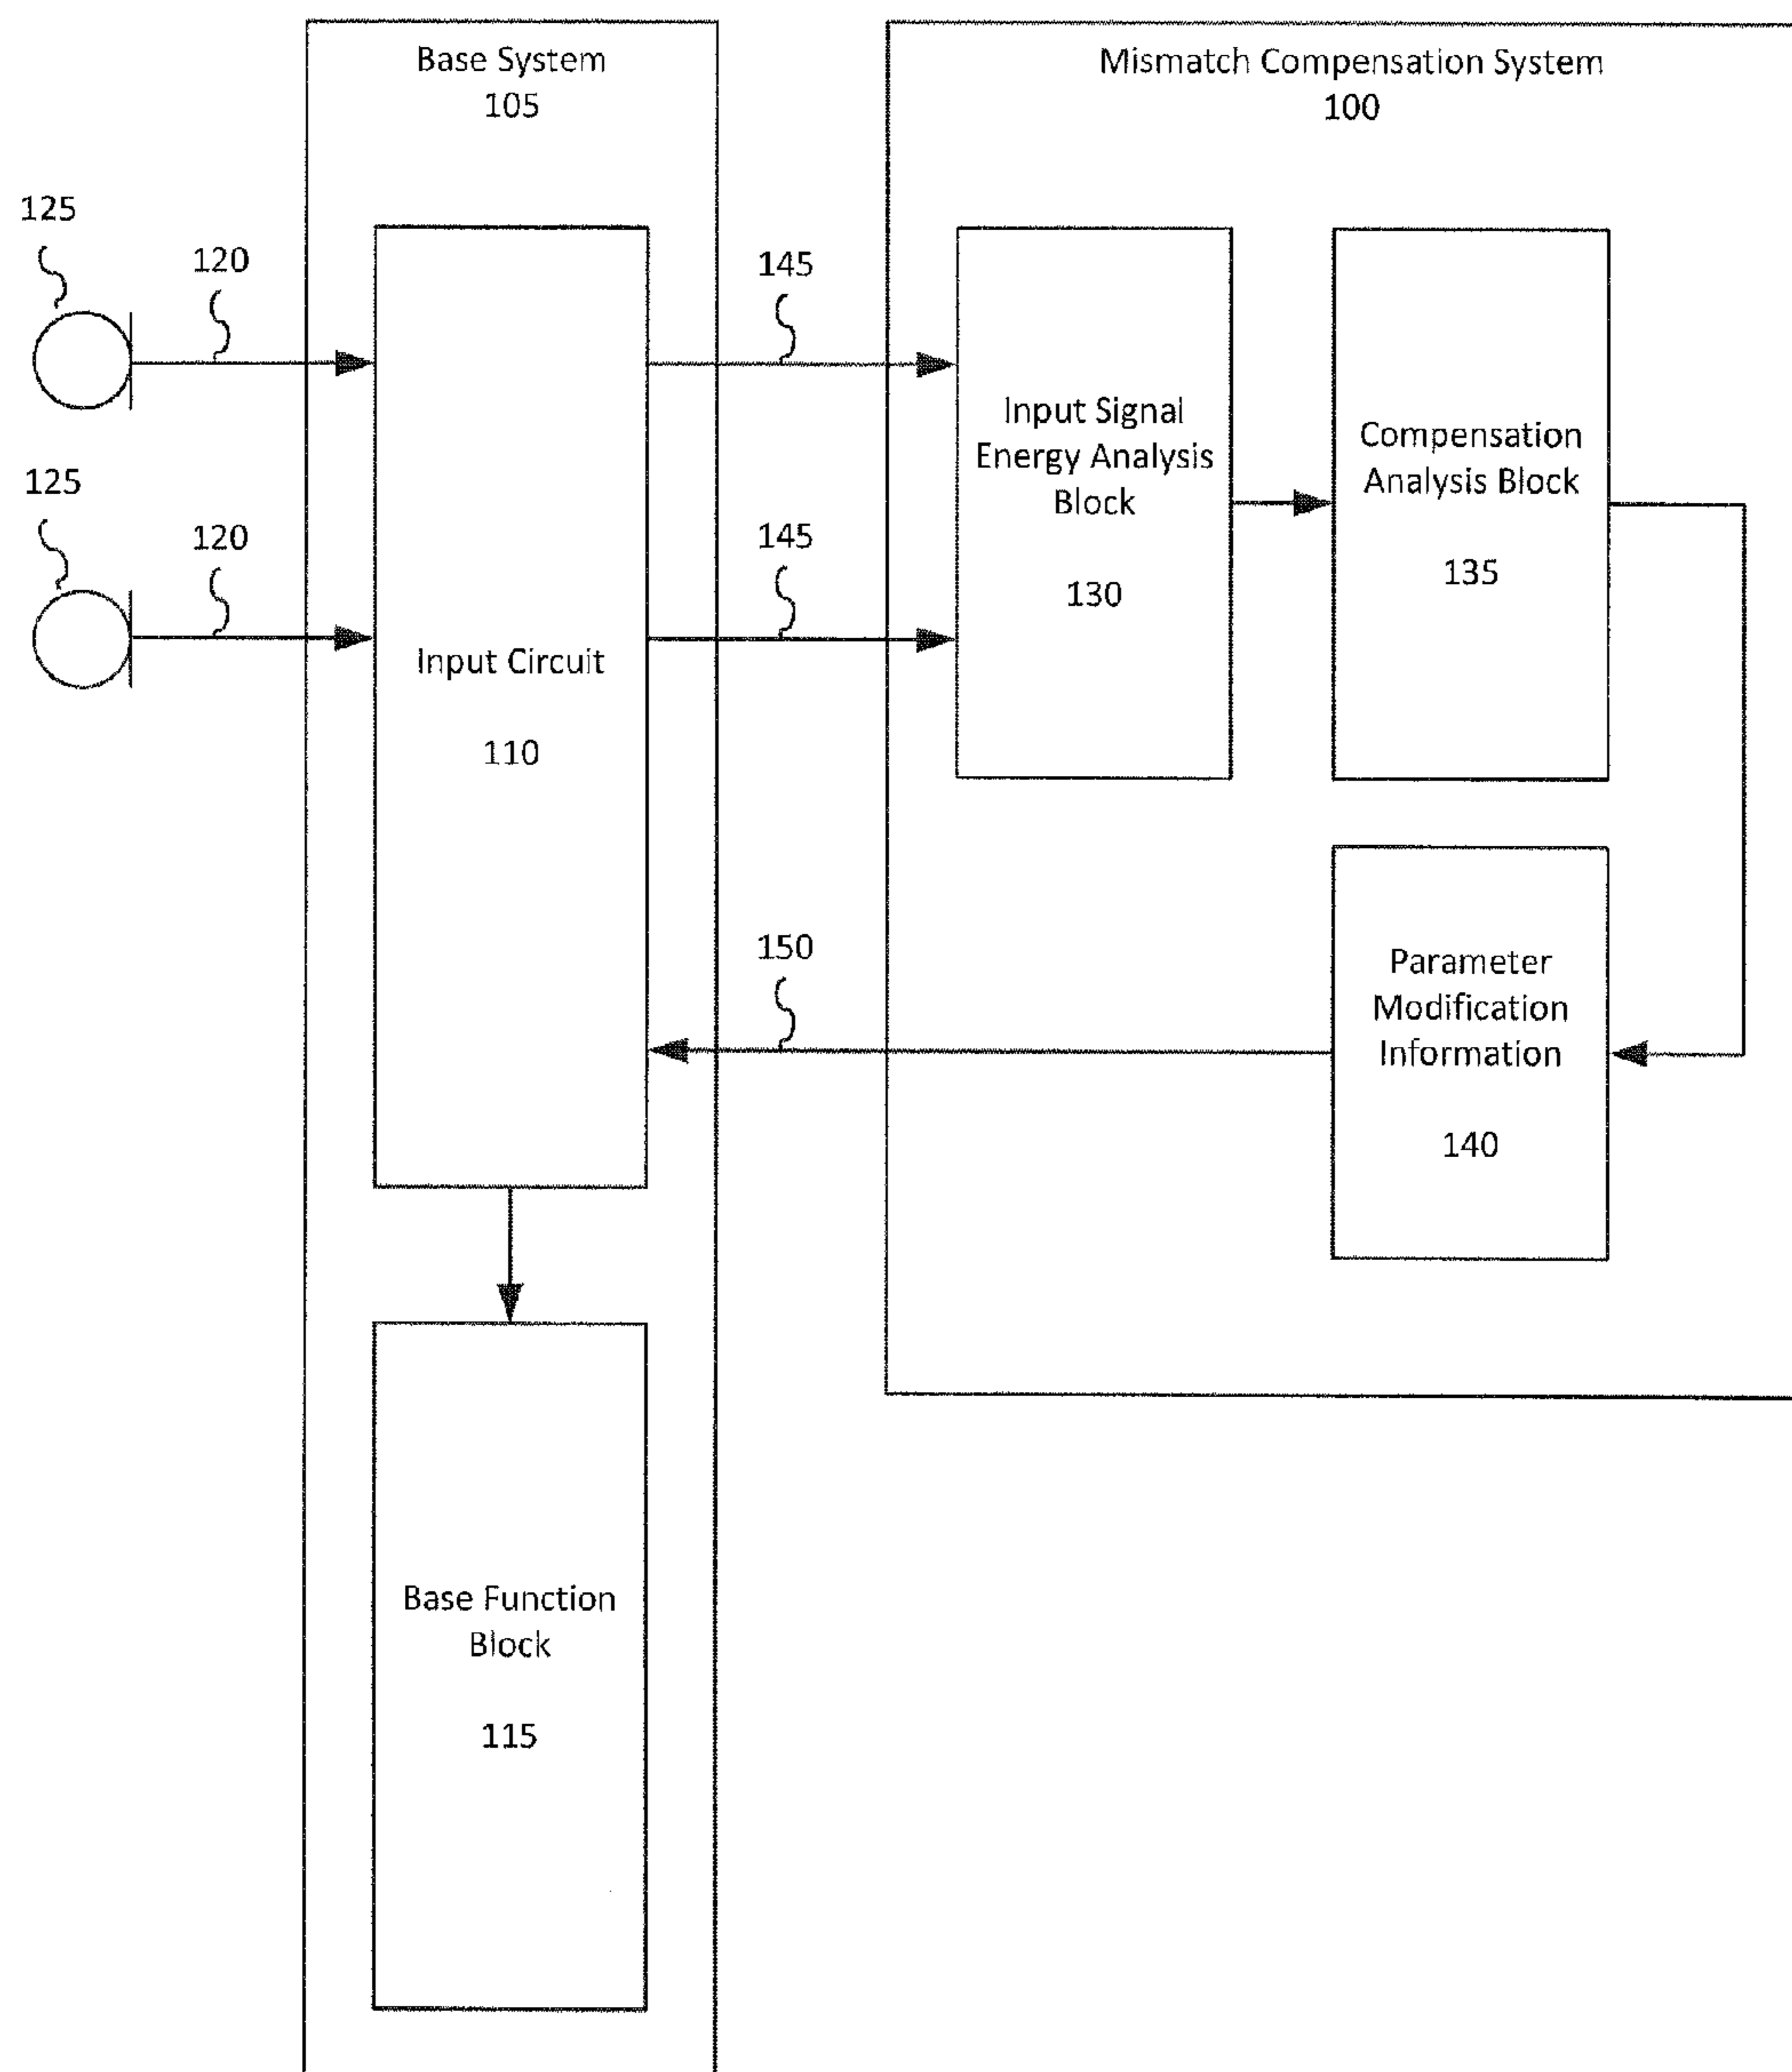 Base System
105
Mismatch Compensation System
100
125
120
145
125
120
145
Input Circuit
110
Input Signal
Energy Analysis
Block
130
Compensation
Analysis Block
135
150
Parameter
Modification
Information
140
Base Function
Block
115